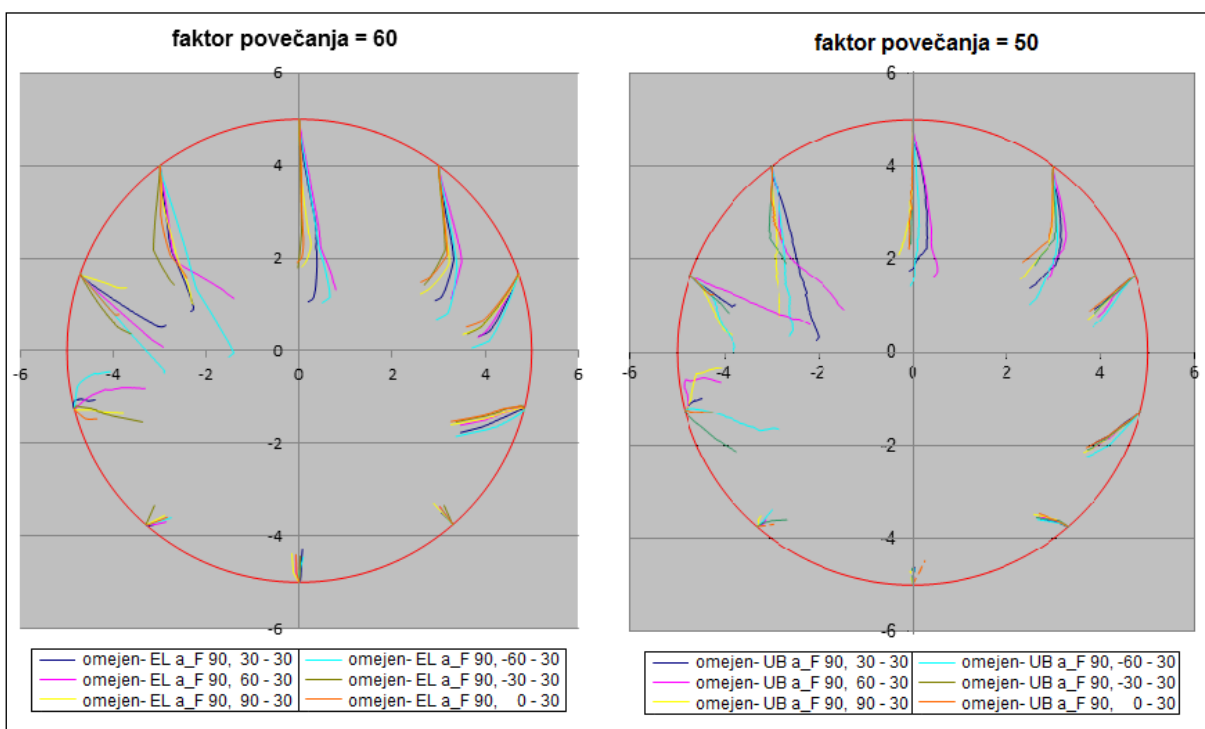 faktor povečanja = 60
6
4
2
0
-6 -4 -2 0 2 4 6
-2
-4
-6
omejen- EL a_F 90, 30 - 30
omejen- EL a_F 90, -60 - 30
omejen- EL a_F 90, 60 - 30
omejen- EL a_F 90, -30 - 30
omejen- EL a_F 90, 90 - 30
omejen- EL a_F 90, 0 - 30
faktor povečanja = 50
6
4
2
0
-6 -4 -2 0 2 4 6
-2
-4
-6
omejen- UB a_F 90, 30 - 30
omejen- UB a_F 90, -60 - 30
omejen- UB a_F 90, 60 - 30
omejen- UB a_F 90, -30 - 30
omejen- UB a_F 90, 90 - 30
omejen- UB a_F 90, 0 - 30